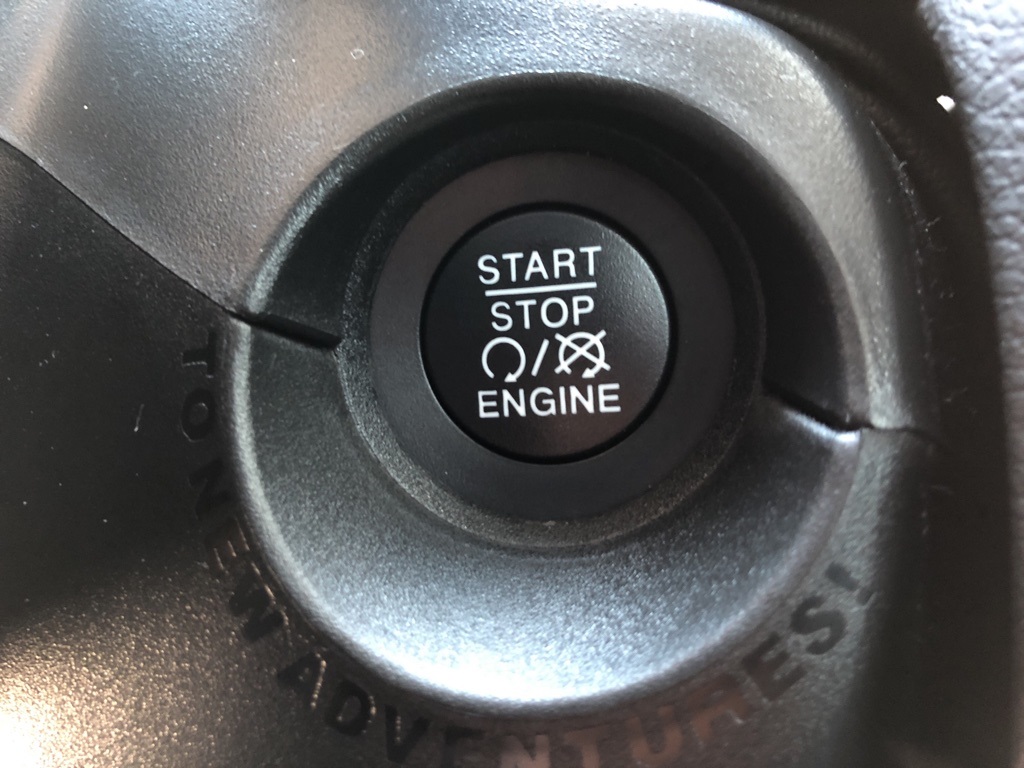 START
STOP
/
ENGINE
TO NEW ADVENTURES!